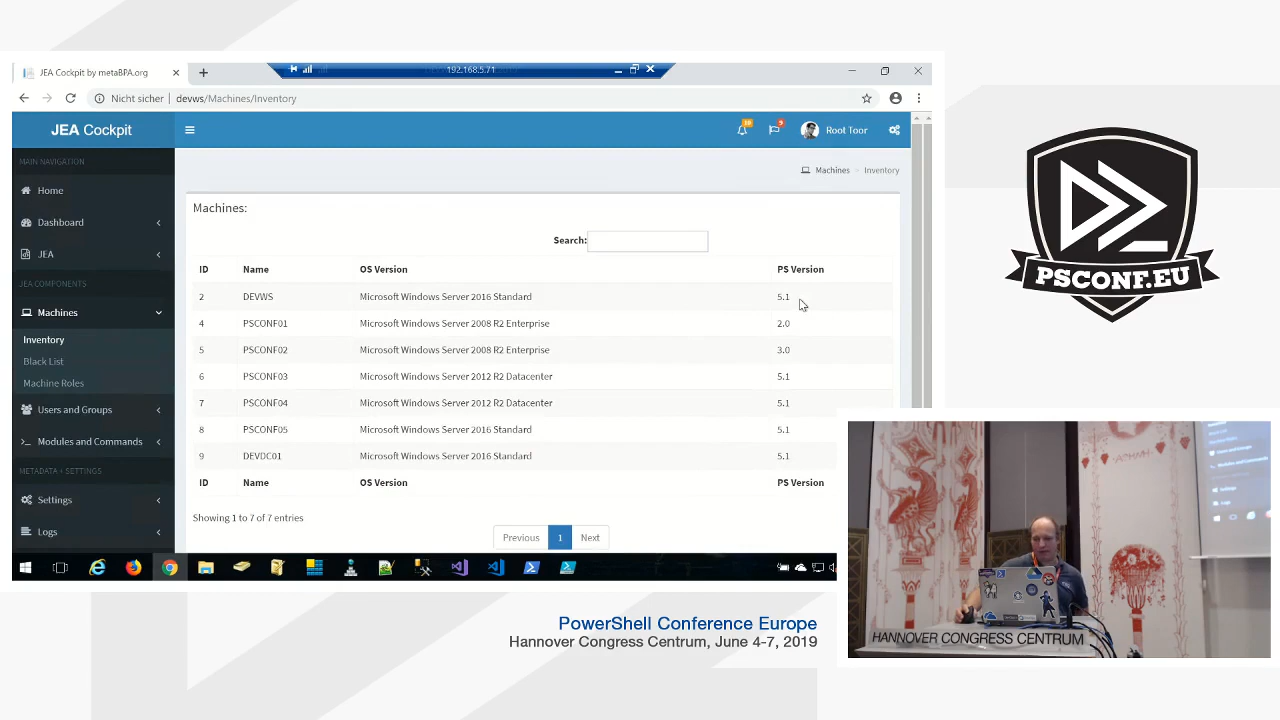 JEA Cockpit by metaBPA.org
192.168.5.71
Nicht sicher | devws/Machines/Inventory
JEA Cockpit
10
9
Root Toor
MAIN NAVIGATION
Home
Dashboard
JEA
JEA COMPONENTS
Machines
Inventory
Black List
Machine Roles
Users and Groups
Modules and Commands
METADATA + SETTINGS
Settings
Logs
Machines > Inventory
Machines:
Search:
ID Name OS Version PS Version
2 DEVWS Microsoft Windows Server 2016 Standard 5.1
4 PSCONF01 Microsoft Windows Server 2008 R2 Enterprise 2.0
5 PSCONF02 Microsoft Windows Server 2008 R2 Enterprise 3.0
6 PSCONF03 Microsoft Windows Server 2012 R2 Datacenter 5.1
7 PSCONF04 Microsoft Windows Server 2012 R2 Datacenter 5.1
8 PSCONF05 Microsoft Windows Server 2016 Standard 5.1
9 DEVDC01 Microsoft Windows Server 2016 Standard 5.1
ID Name OS Version PS Version
Showing 1 to 7 of 7 entries
Previous 1 Next
PSCONF.EU
HANNOVER CONGRESS CENTRUM
PowerShell Conference Europe
Hannover Congress Centrum, June 4-7, 2019